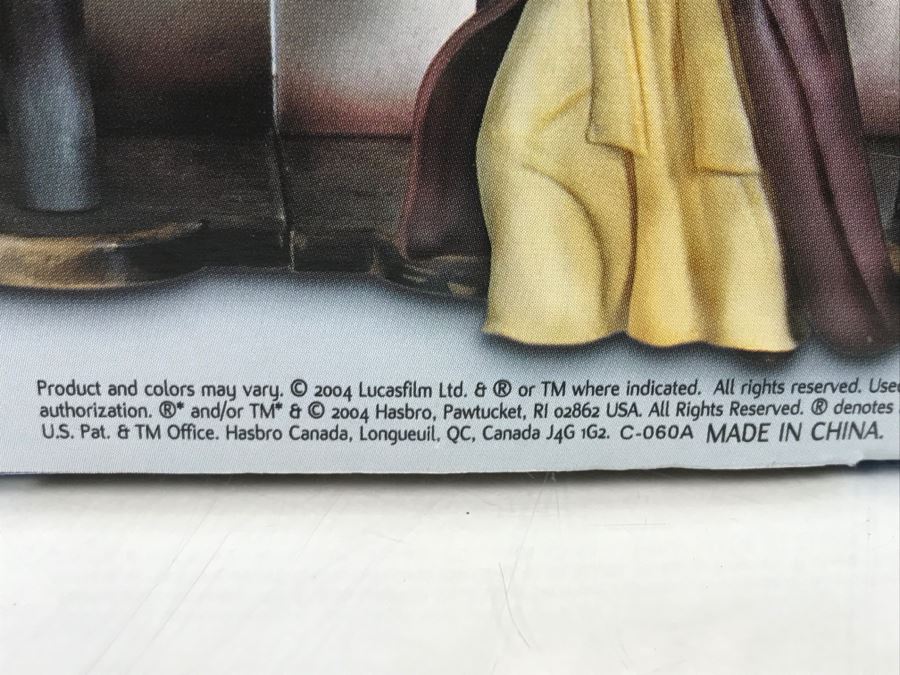 Product and colors may vary. © 2004 Lucasfilm Ltd. & ® or TM where indicated. All rights reserved. Used
authorization. ®* and/or TM* & © 2004 Hasbro, Pawtucket, RI 02862 USA. All Rights Reserved. ® denotes
U.S. Pat. & TM Office. Hasbro Canada, Longueuil, QC, Canada J4G 1G2. C-060A MADE IN CHINA.